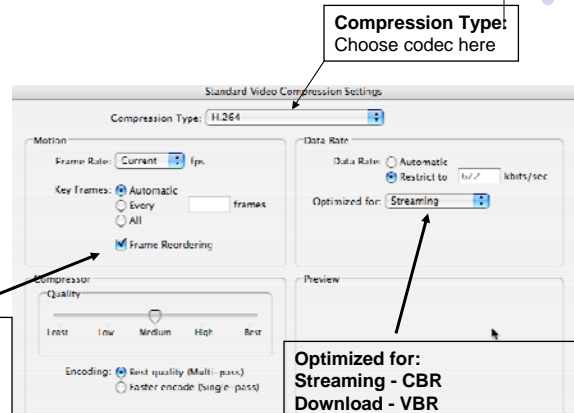 Compression Type:
Choose codec here
Standard Video Compression Settings
Compression Type: H.264
Motion
Frame Rate: Current fps
Key Frames: Automatic
Every frames
All
Frame Reordering
Data Rate
Data Rate: Automatic
Restrict to kbits/sec
Optimized for: Streaming
Compressor
Quality
Least Low Medium High Best
Encoding: Best quality (Multi-pass)
Faster encode (Single-pass)
Preview
Optimized for:
Streaming - CBR
Download - VBR